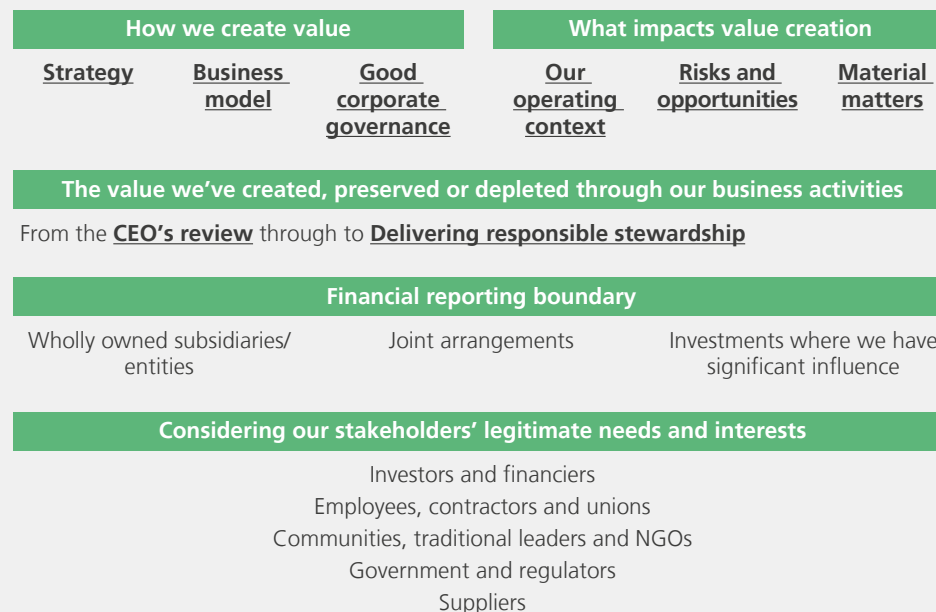 How we create value
What impacts value creation
Strategy
Business
model
Good
corporate
governance
Our
operating
context
Risks and
opportunities
Material
matters
The value we’ve created, preserved or depleted through our business activities
From the CEO’s review through to Delivering responsible stewardship
Financial reporting boundary
Wholly owned subsidiaries/
entities
Joint arrangements
Investments where we have
significant influence
Considering our stakeholders’ legitimate needs and interests
Investors and financiers
Employees, contractors and unions
Communities, traditional leaders and NGOs
Government and regulators
Suppliers